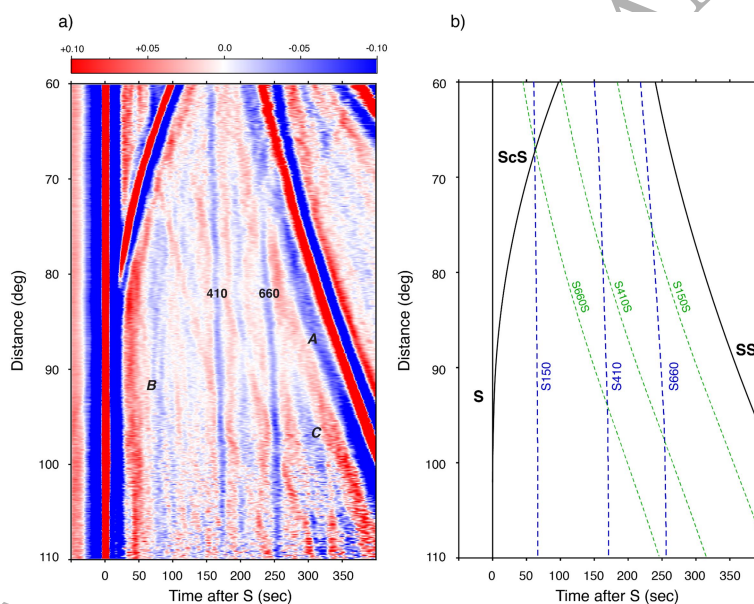 a)
+0.10 +0.05 0.0 -0.05 -0.10
60
70
80
90
100
110
Distance (deg)
410 660
A
B
C
0 50 100 150 200 250 300 350
Time after S (sec)
b)
60
70
80
90
100
110
Distance (deg)
ScS
S660S
S410S
S150S
SS
S
S150
S410
S660
0 50 100 150 200 250 300 350
Time after S (sec)